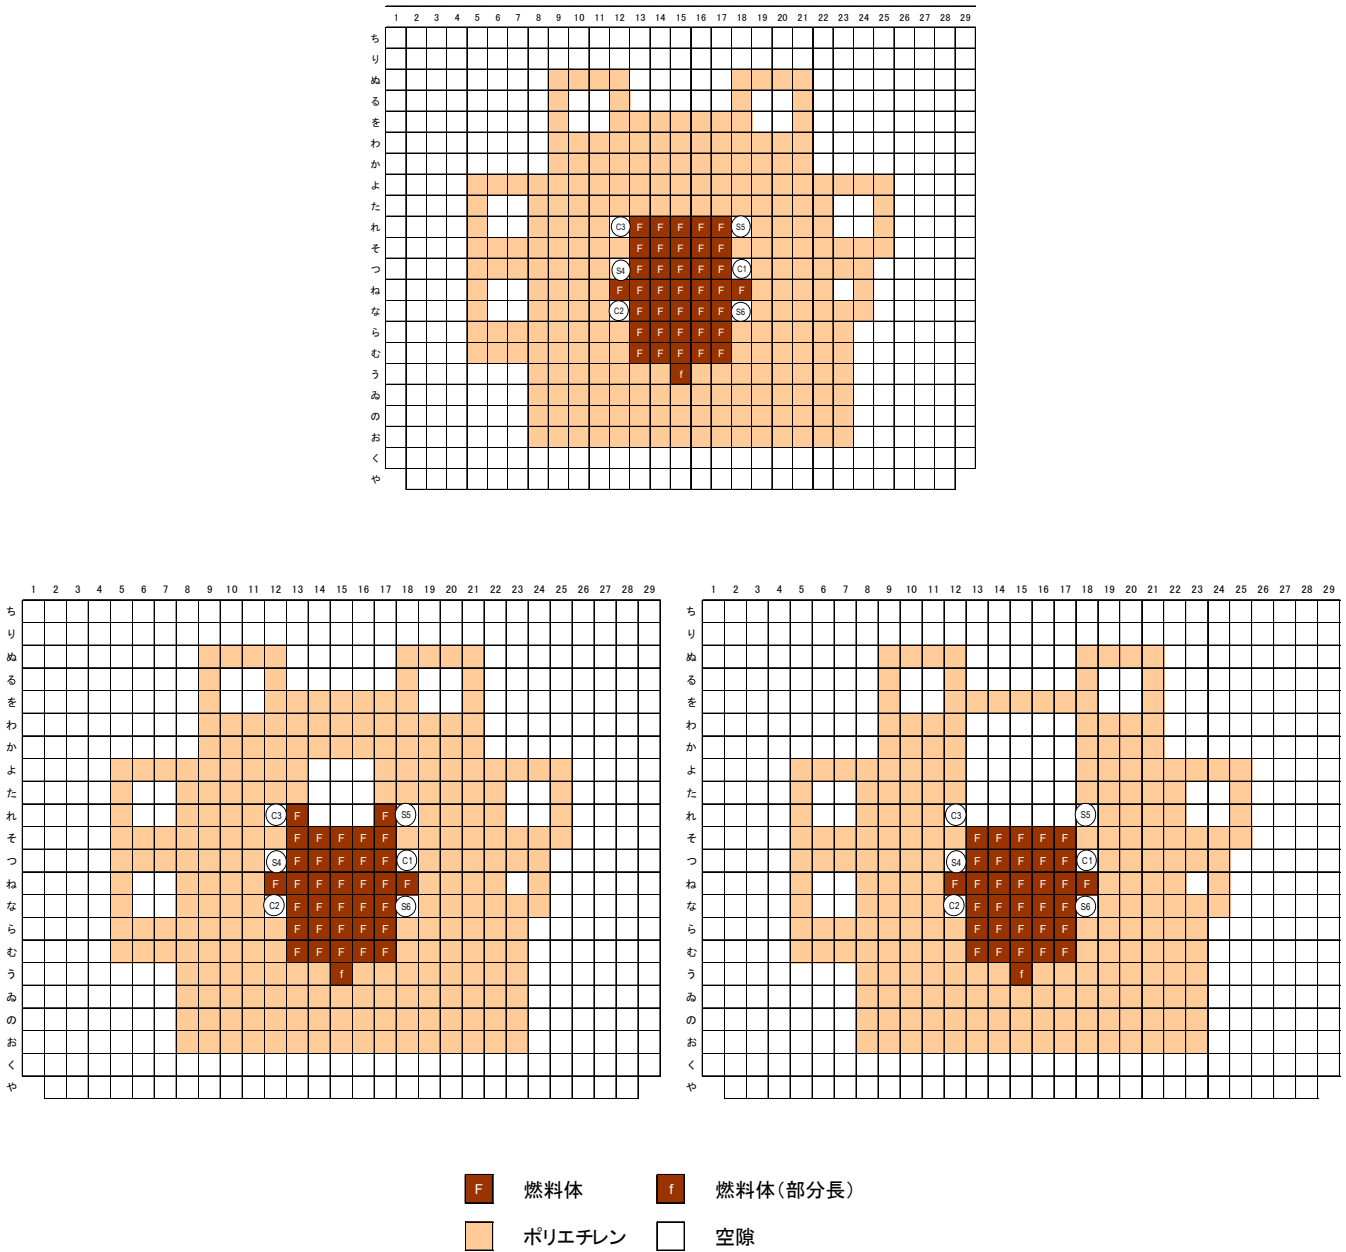 1 2 3 4 5 6 7 8 9 10 11 12 13 14 15 16 17 18 19 20 21 22 23 24 25 26 27 28 29
ち
り
ぬ
る
を
わ
か
よ
た
れ C3 F F F F F S5
そ F F F F F
つ S4 F F F F F C1
ね F F F F F F F
な C2 F F F F F S6
ら F F F F F
む F F F F F
う f
ゐ
の
お
く
や
1 2 3 4 5 6 7 8 9 10 11 12 13 14 15 16 17 18 19 20 21 22 23 24 25 26 27 28 29
ち
り
ぬ
る
を
わ
か
よ
た
れ C3 F F S5
そ F F F F F
つ S4 F F F F F C1
ね F F F F F F F
な C2 F F F F F S6
ら F F F F F
む F F F F F
う f
ゐ
の
お
く
や
1 2 3 4 5 6 7 8 9 10 11 12 13 14 15 16 17 18 19 20 21 22 23 24 25 26 27 28 29
ち
り
ぬ
る
を
わ
か
よ
た
れ C3 S5
そ F F F F F
つ S4 F F F F F C1
ね F F F F F F F
な C2 F F F F F S6
ら F F F F F
む F F F F F
う f
ゐ
の
お
く
や
F 燃料体 f 燃料体（部分長）
ポリエチレン 空隙